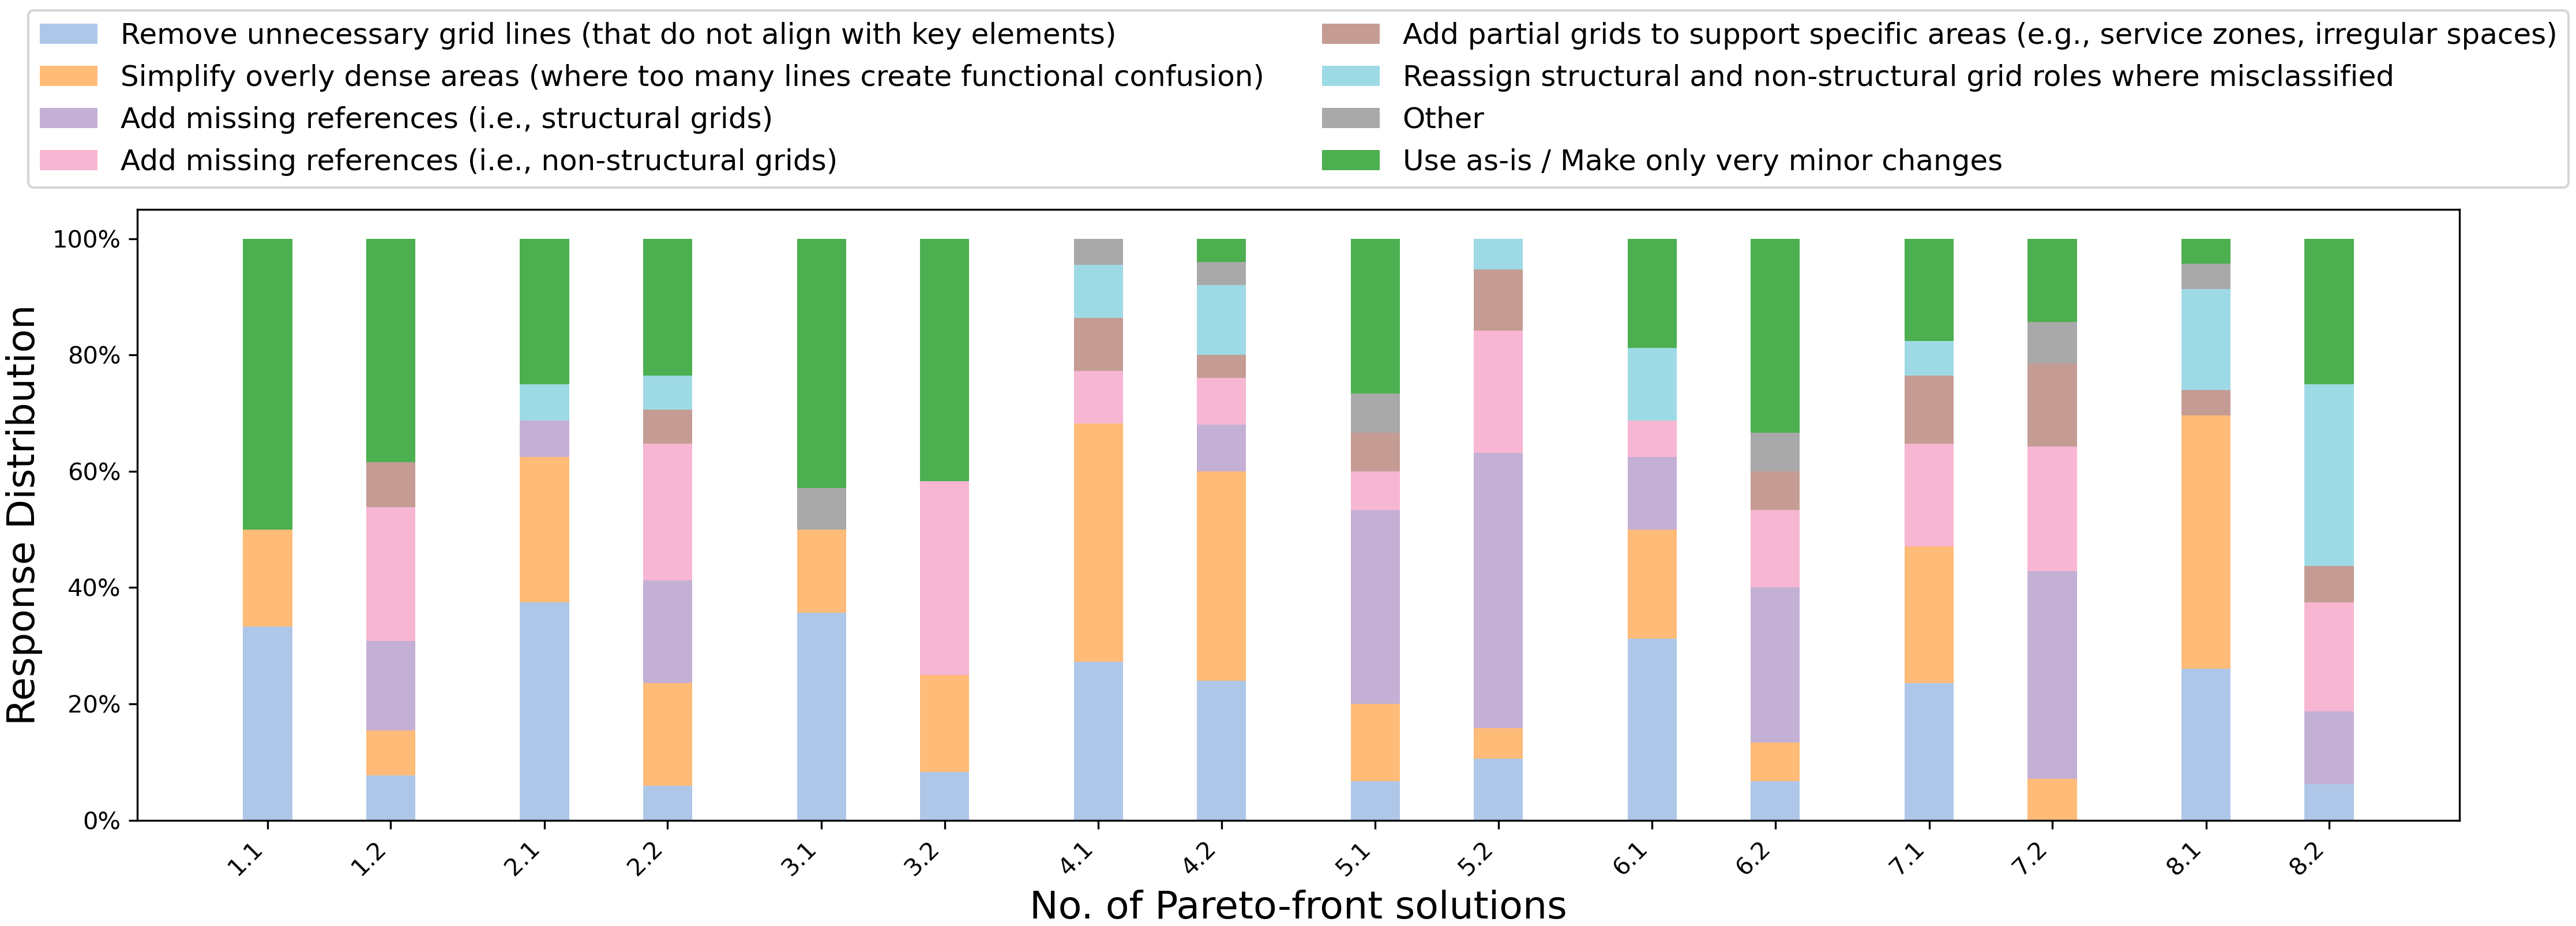 Remove unnecessary grid lines (that do not align with key elements)
Simplify overly dense areas (where too many lines create functional confusion)
Add missing references (i.e., structural grids)
Add missing references (i.e., non-structural grids)
Add partial grids to support specific areas (e.g., service zones, irregular spaces)
Reassign structural and non-structural grid roles where misclassified
Other
Use as-is / Make only very minor changes
Response Distribution
100%
80%
60%
40%
20%
0%
1.1 1.2 2.1 2.2 3.1 3.2 4.1 4.2 5.1 5.2 6.1 6.2 7.1 7.2 8.1 8.2
No. of Pareto-front solutions